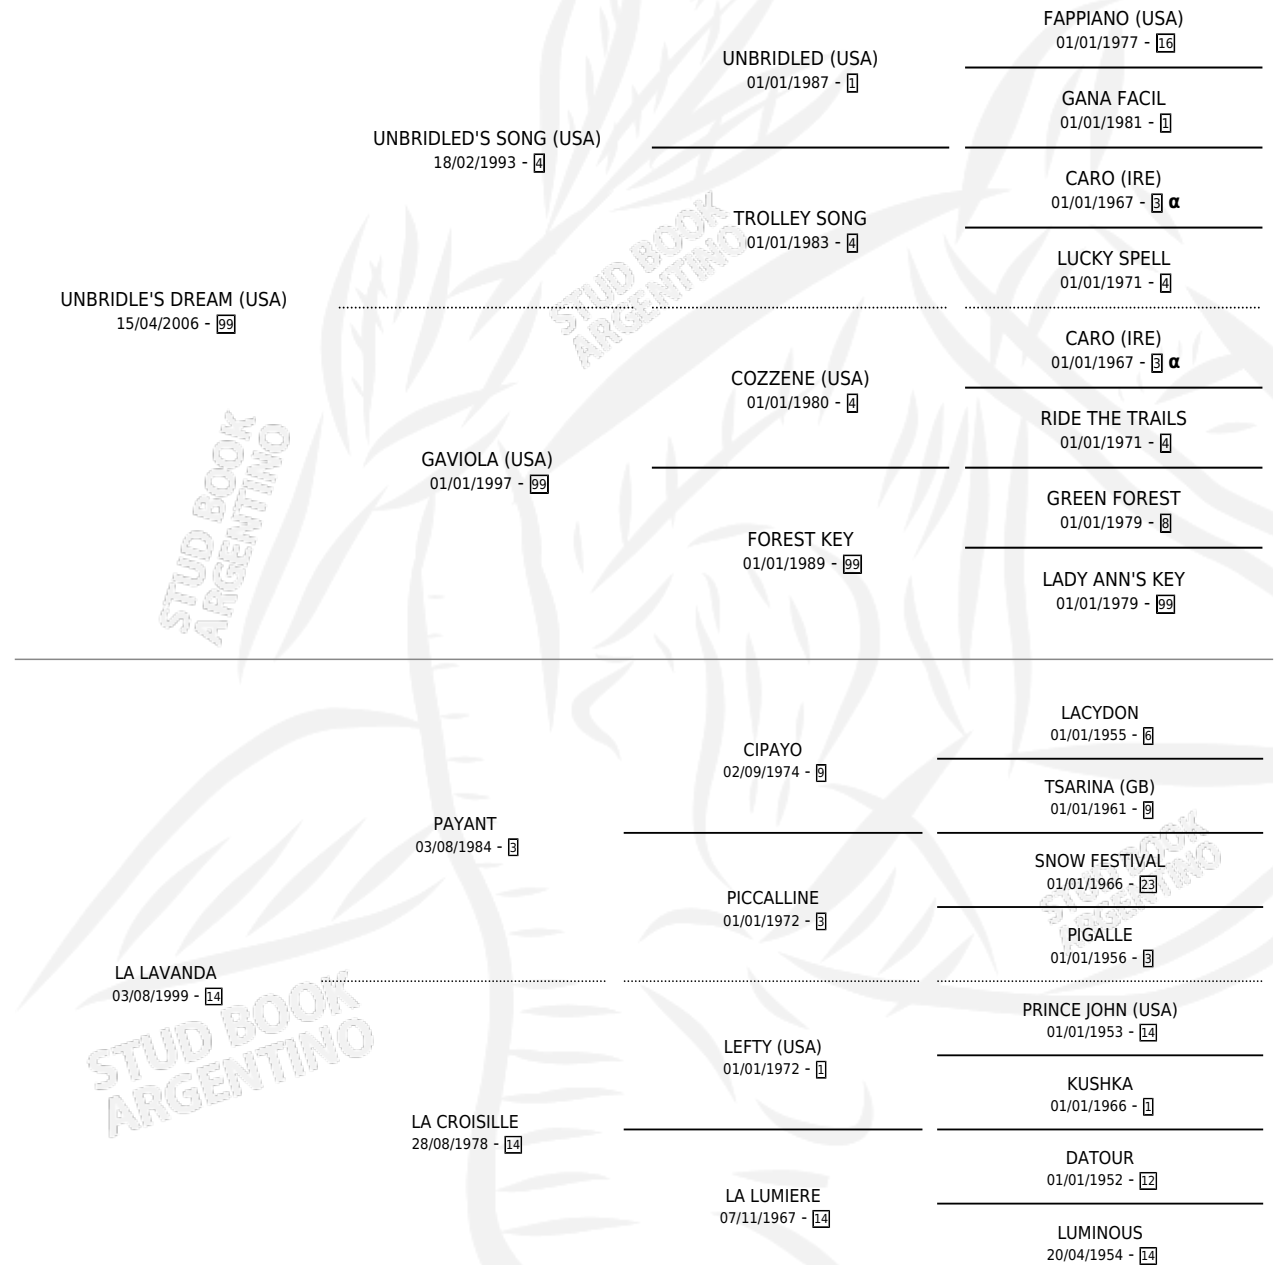 FAPPIANO (USA)
01/01/1977 - 16
UNBRIDLED (USA)
01/01/1987 - 1
GANA FACIL
01/01/1981 - 1
UNBRIDLED'S SONG (USA)
18/02/1993 - 4
CARO (IRE)
01/01/1967 - 3 α
TROLLEY SONG
01/01/1983 - 4
LUCKY SPELL
01/01/1971 - 4
UNBRIDLE'S DREAM (USA)
15/04/2006 - 99
STUD BOOK
ARGENTINO
CARO (IRE)
01/01/1967 - 3 α
COZZENE (USA)
01/01/1980 - 4
RIDE THE TRAILS
01/01/1971 - 4
GAVIOLA (USA)
01/01/1997 - 99
STUD BOOK
ARGENTINO
GREEN FOREST
01/01/1979 - 8
FOREST KEY
01/01/1989 - 99
LADY ANN'S KEY
01/01/1979 - 99
LACYDON
01/01/1955 - 6
CIPAYO
02/09/1974 - 9
TSARINA (GB)
01/01/1961 - 9
PAYANT
03/08/1984 - 3
STUD BOOK
ARGENTINO
SNOW FESTIVAL
01/01/1966 - 23
PICCALLINE
01/01/1972 - 3
PIGALLE
01/01/1956 - 3
LA LAVANDA
03/08/1999 - 14
STUD BOOK
ARGENTINO
PRINCE JOHN (USA)
01/01/1953 - 14
LEFTY (USA)
01/01/1972 - 1
KUSHKA
01/01/1966 - 1
LA CROISILLE
28/08/1978 - 14
DATOUR
01/01/1952 - 12
LA LUMIERE
07/11/1967 - 14
LUMINOUS
20/04/1954 - 14